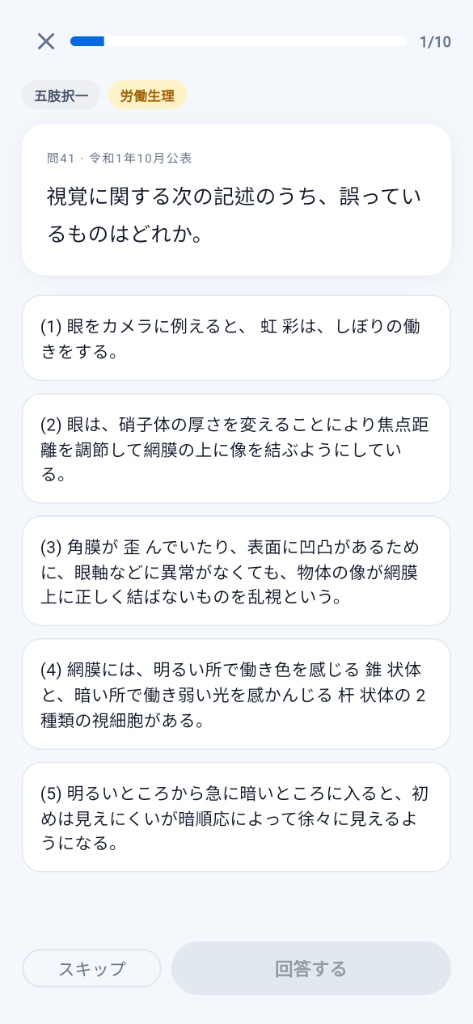 1/10
五肢択一
労働生理
問41 · 令和1年10月公表
視覚に関する次の記述のうち、誤ってい
るものはどれか。
(1) 眼をカメラに例えると、 虹 彩は、しぼりの働
きをする。
(2) 眼は、硝子体の厚さを変えることにより焦点距
離を調節して網膜の上に像を結ぶようにしてい
る。
(3) 角膜が 歪 んでいたり、表面に凹凸があるため
に、眼軸などに異常がなくても、物体の像が網膜
上に正しく結ばないものを乱視という。
(4) 網膜には、明るい所で働き色を感じる 錐 状体
と、暗い所で働き弱い光を感かんじる 杆 状体の 2
種類の視細胞がある。
(5) 明るいところから急に暗いところに入ると、初
めは見えにくいが暗順応によって徐々に見えるよ
うになる。
スキップ
回答する